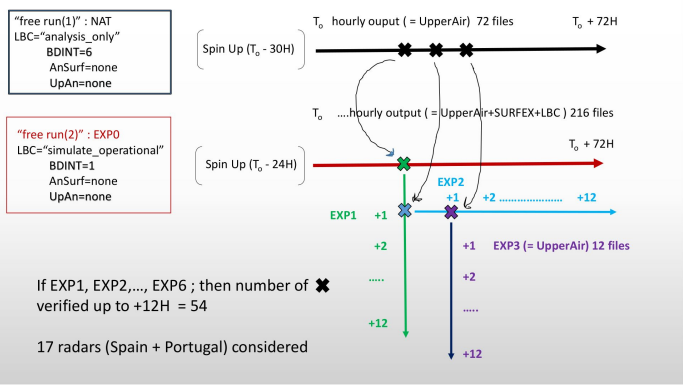 “free run(1)” : NAT
LBC=“analysis_only”
BDINT=6
AnSurf=none
UpAn=none
To hourly ouput ( = UpperAir) 72 files
To + 72H
Spin Up (To - 30H)
To ....hourly output ( = UpperAir+SURFEX+LBC ) 216 files
“free run(2)” : EXP0
LBC=“simulate_operational”
BDINT=1
AnSurf=none
UpAn=none
To + 72H
Spin Up (To - 24H)
EXP2
+1 +2 ........................ +12
EXP1 +1
+2
.....
+12
+1 EXP3 (= UpperAir) 12 files
+2
.....
+12
If EXP1, EXP2,..., EXP6 ; then number of
verified up to +12H = 54
17 radars (Spain + Portugal) considered